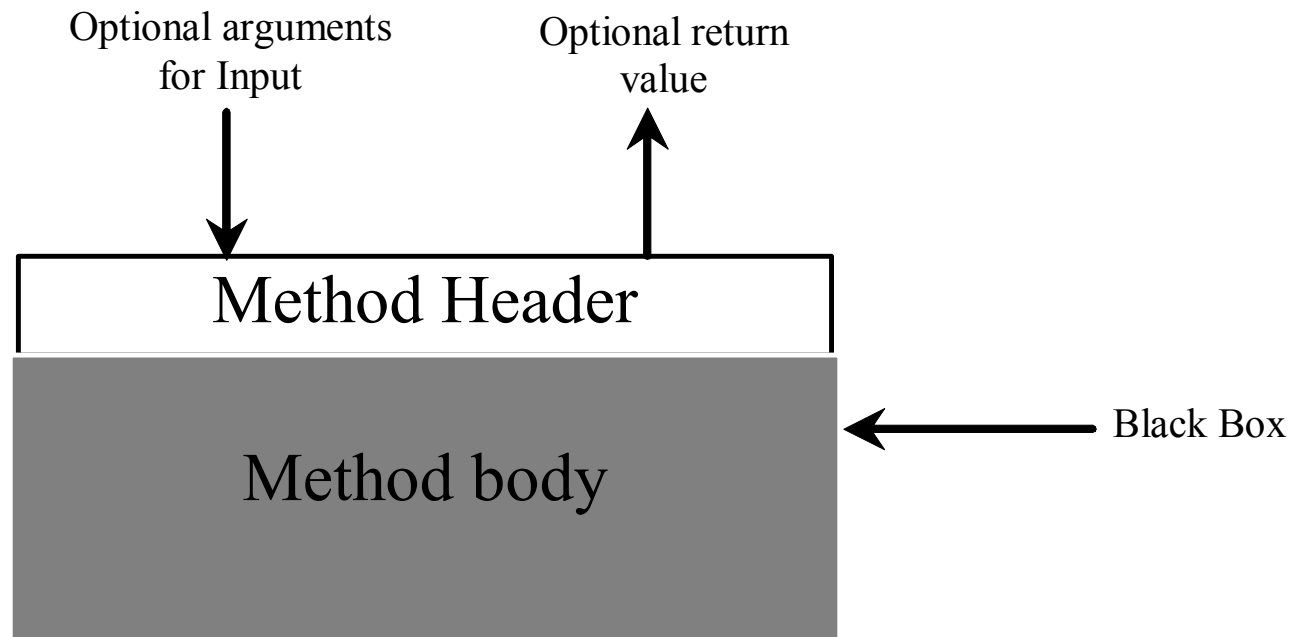 Optional arguments
for Input
Optional return
value
Method Header
Black Box
Method body